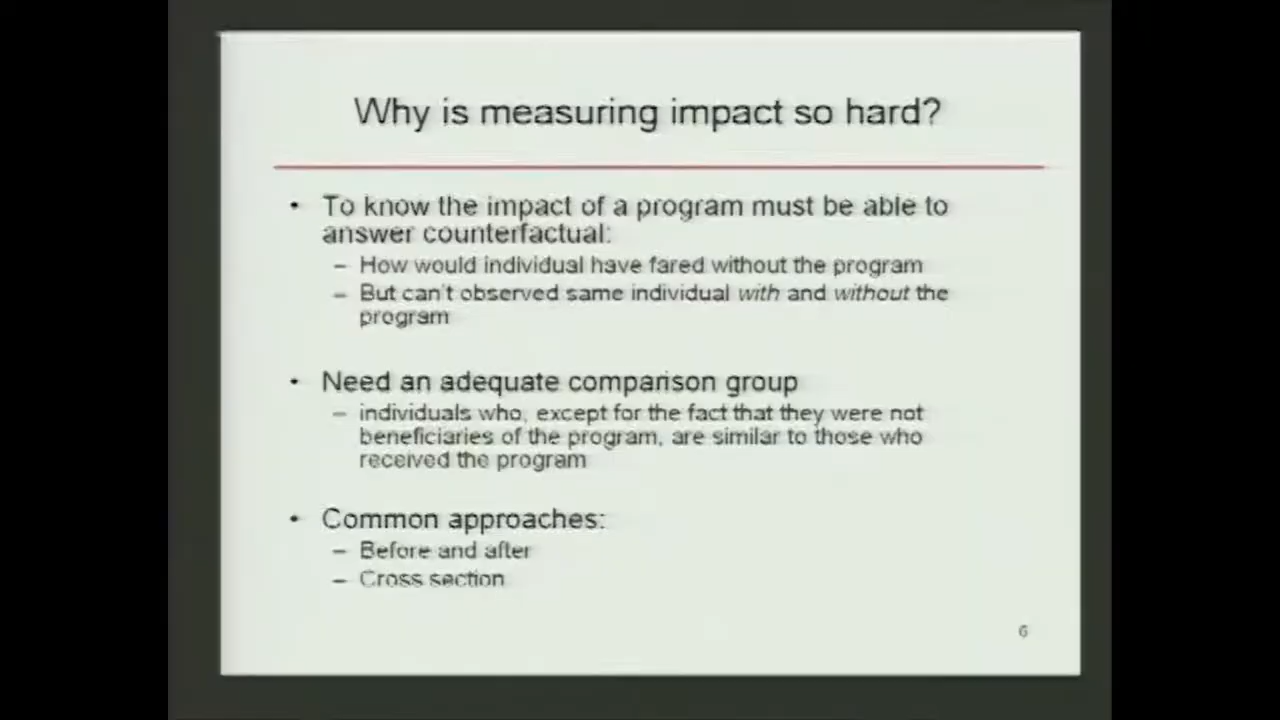 Why is measuring impact so hard?
• To know the impact of a program must be able to
answer counterfactual:
– How would individual have fared without the program
– But can't observed same individual with and without the
program
• Need an adequate comparison group
– individuals who, except for the fact that they were not
beneficiaries of the program, are similar to those who
received the program
• Common approaches:
– Before and after
– Cross section
6